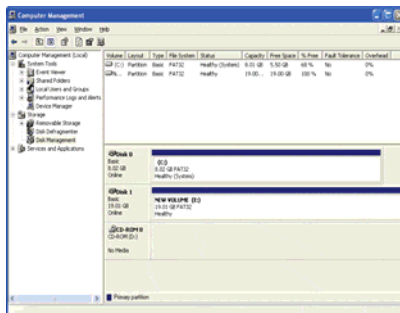 Computer Management
File Action View Window Help
Computer Management (Local)
System Tools
Event Viewer
Shared Folders
Local Users and Groups
Performance Logs and Alerts
Device Manager
Storage
Removable Storage
Disk Defragmenter
Disk Management
Services and Applications
Volume Layout Type File System Status Capacity Free Space % Free Fault Tolerance Overhead
(C:) Partition Basic FAT32 Healthy (System) 8.01 GB 5.50 GB 68 % No 0%
Partition Basic FAT32 Healthy 19.00 GB 100 % No 0%
Disk 0
Basic
8.02 GB
Online
(C:)
8.02 GB FAT32
Healthy (System)
Disk 1
Basic
19.01 GB
Online
NEW VOLUME (E:)
19.01 GB FAT32
Healthy
CD-ROM 0
CD-ROM (D:)
No Media
Primary partition